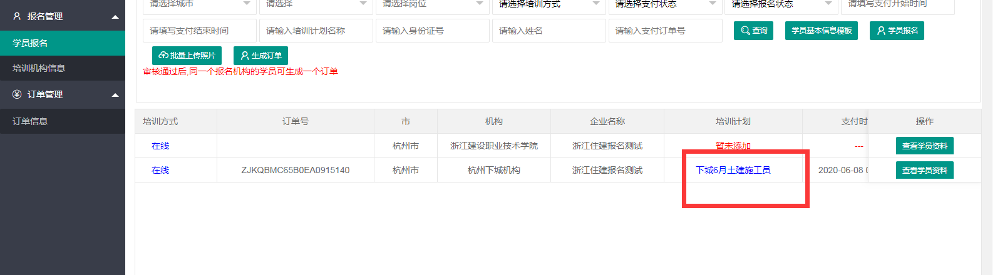 请选择城市 请选择 请选择岗位 请选择培训方式 请选择支付状态 请选择报名状态 请填写支付开始时间
报名管理
请填写支付结束时间 请输入培训计划名称 请输入身份证号 请输入姓名 请输入支付订单号 查询 学员基本信息模板 学员报名
学员报名
批量上传照片 生成订单
培训机构信息
审核通过后,同一个报名机构的学员可生成一个订单
订单管理
订单信息
培训方式 订单号 市 机构 企业名称 培训计划 支付时 操作
在线 杭州市 浙江建设职业技术学院 浙江住建报名测试 暂未添加 --- 查看学员资料
在线 ZJKQBMC65B0EA0915140 杭州市 杭州下城机构 浙江住建报名测试 下城6月土建施工员 2020-06-08 查看学员资料